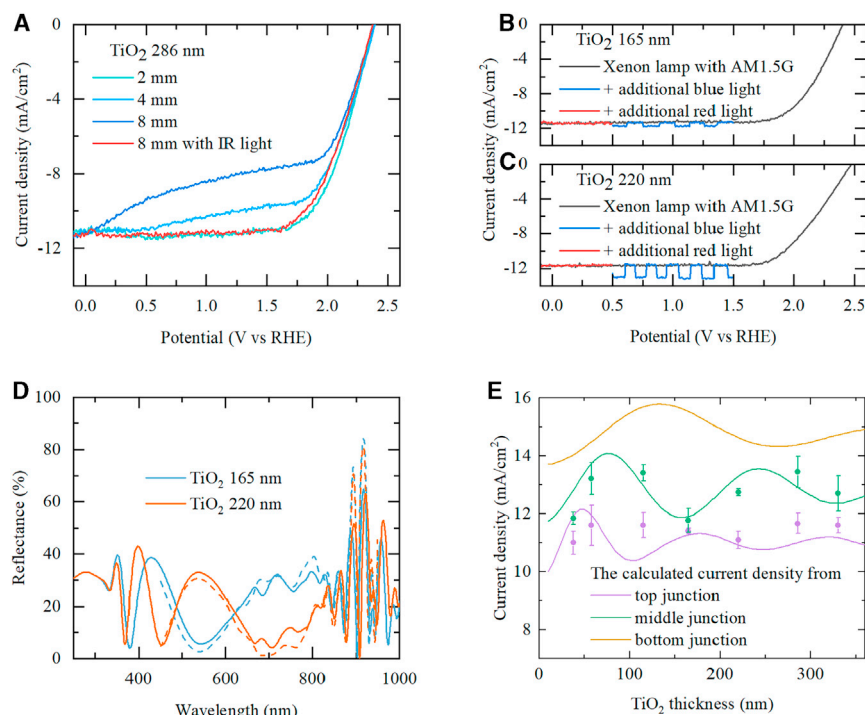 A
TiO2 286 nm
2 mm
4 mm
8 mm
8 mm with IR light
0
-4
-8
-12
Current density (mA/cm2)
0.0 0.5 1.0 1.5 2.0 2.5
Potential (V vs RHE)
B
TiO2 165 nm
Xenon lamp with AM1.5G
+ additional blue light
+ additional red light
0
-4
-8
-12
C
TiO2 220 nm
Xenon lamp with AM1.5G
+ additional blue light
+ additional red light
0
-4
-8
-12
Current density (mA/cm2)
0.0 0.5 1.0 1.5 2.0 2.5
Potential (V vs RHE)
D
TiO2 165 nm
TiO2 220 nm
100
80
60
40
20
0
Reflectance (%)
400 600 800 1000
Wavelength (nm)
E
16
14
12
10
8
Current density (mA/cm2)
The calculated current density from
top junction
middle junction
bottom junction
0 100 200 300
TiO2 thickness (nm)